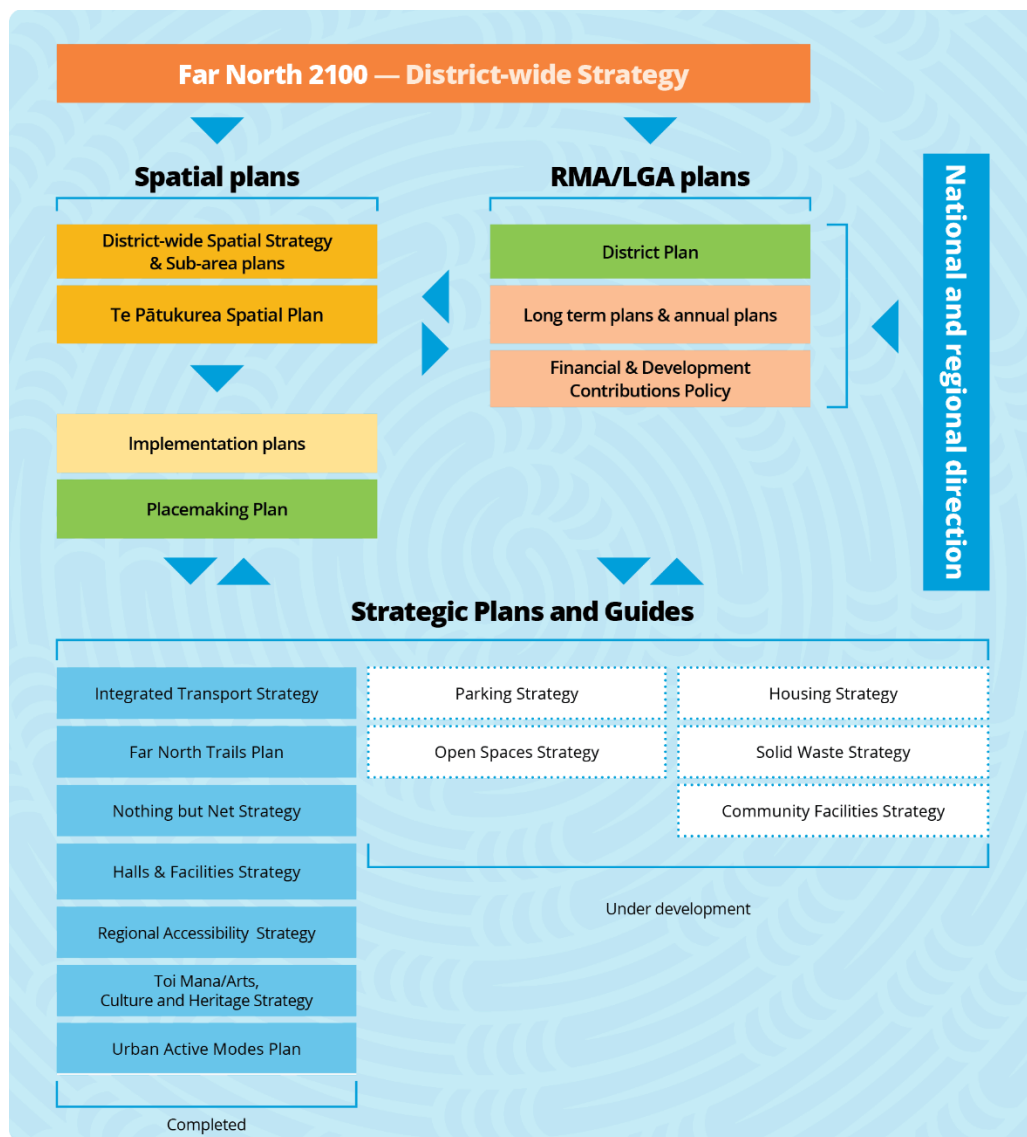 Far North 2100 — District-wide Strategy
Spatial plans
District-wide Spatial Strategy
& Sub-area plans
Te Pātukurea Spatial Plan
Implementation plans
Placemaking Plan
RMA/LGA plans
District Plan
Long term plans & annual plans
Financial & Development
Contributions Policy
National and regional direction
Strategic Plans and Guides
Integrated Transport Strategy
Far North Trails Plan
Nothing but Net Strategy
Halls & Facilities Strategy
Regional Accessibility Strategy
Toi Mana/Arts,
Culture and Heritage Strategy
Urban Active Modes Plan
Completed
Parking Strategy
Open Spaces Strategy
Housing Strategy
Solid Waste Strategy
Community Facilities Strategy
Under development